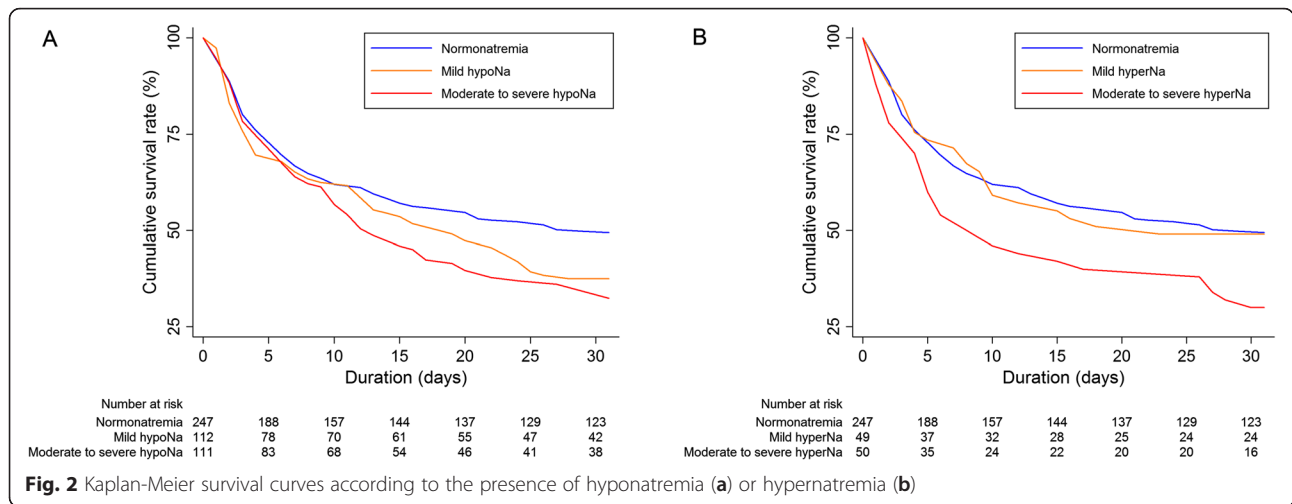 A
100
75
50
25
Cumulative survival rate (%)
Normonatremia
Mild hypoNa
Moderate to severe hypoNa
0 5 10 15 20 25 30
Duration (days)
Number at risk
Normonatremia 247 188 157 144 137 129 123
Mild hypoNa 112 78 70 61 55 47 42
Moderate to severe hypoNa 111 83 68 54 46 41 38
B
100
75
50
25
Cumulative survival rate (%)
Normonatremia
Mild hyperNa
Moderate to severe hyperNa
0 5 10 15 20 25 30
Duration (days)
Number at risk
Normonatremia 247 188 157 144 137 129 123
Mild hyperNa 49 37 32 28 25 24 24
Moderate to severe hyperNa 50 35 24 22 20 20 16
Fig. 2 Kaplan-Meier survival curves according to the presence of hyponatremia (a) or hypernatremia (b)